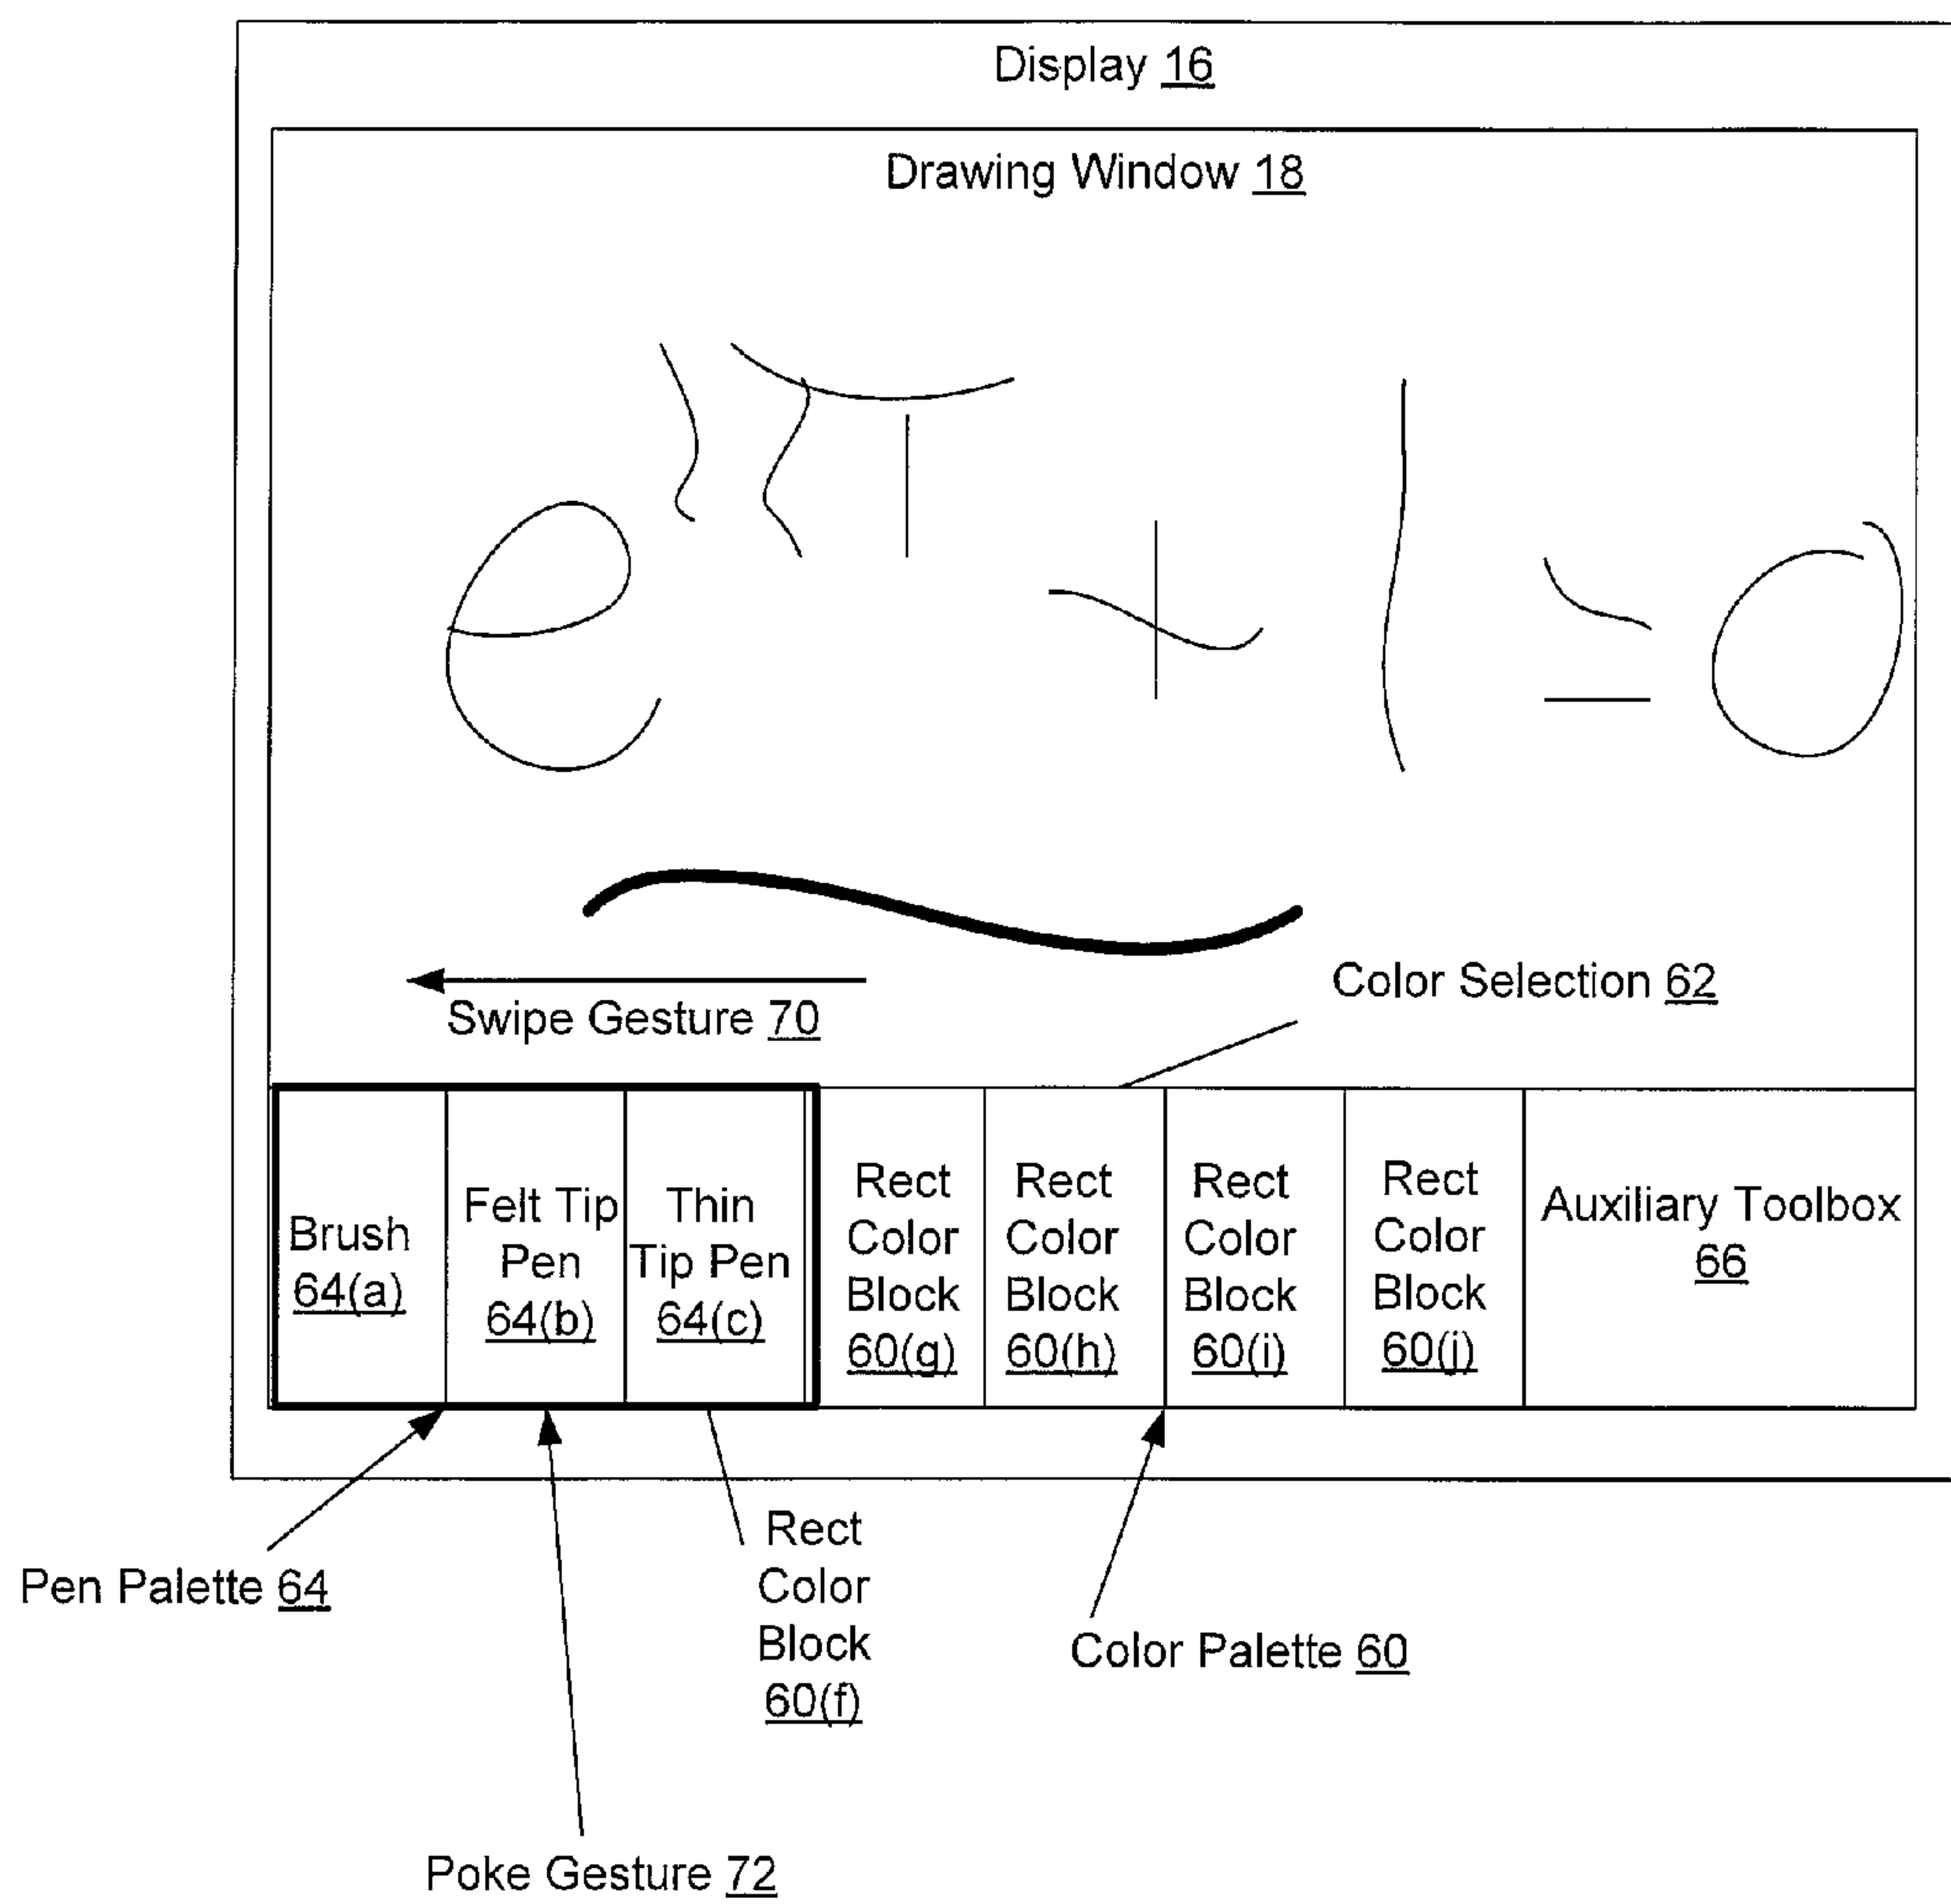 Display 16
Drawing Window 18
Color Selection 62
Swipe Gesture 70
Brush
64(a)
Felt Tip
Pen
64(b)
Thin
Tip Pen
64(c)
Rect
Color
Block
60(g)
Rect
Color
Block
60(h)
Rect
Color
Block
60(i)
Rect
Color
Block
60(j)
Auxiliary Toolbox
66
Pen Palette 64
Rect
Color
Block
60(f)
Color Palette 60
Poke Gesture 72